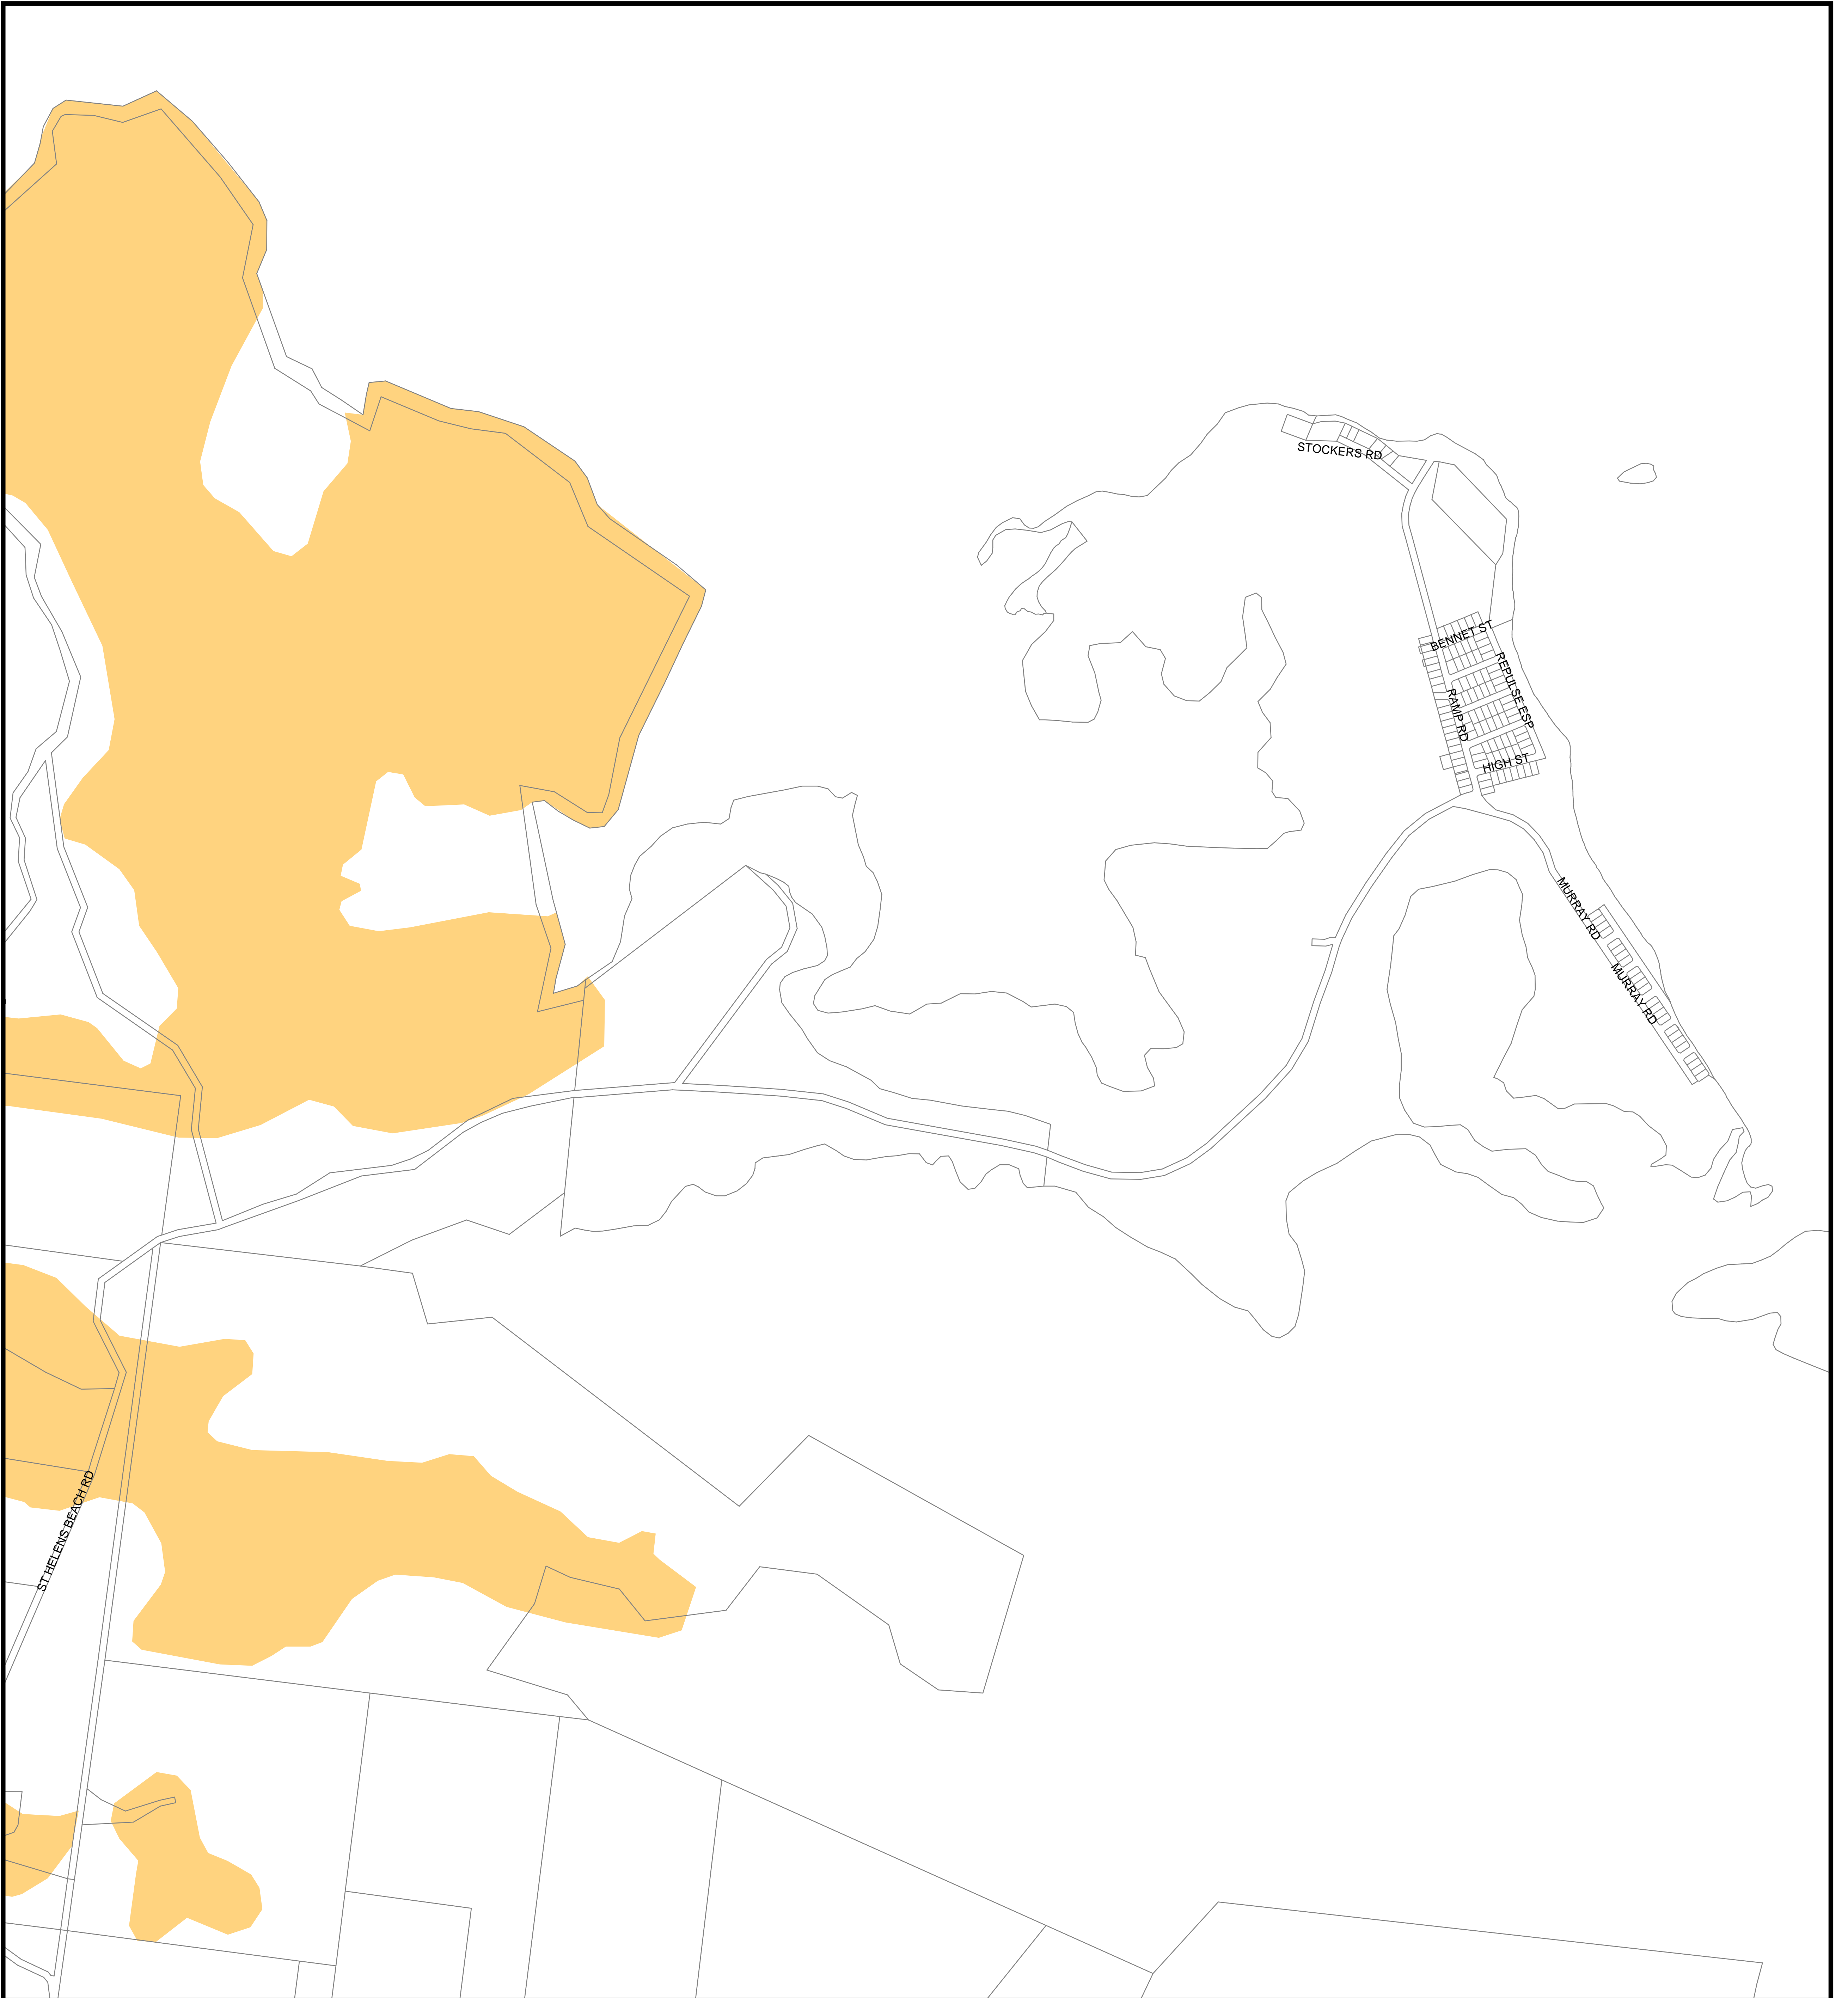 STOCKERS RD
BENNET ST
REPULSE ESP
RAMP RD
HIGH ST
MURRAY RD
MURRAY RD
ST HELENS BEACH RD